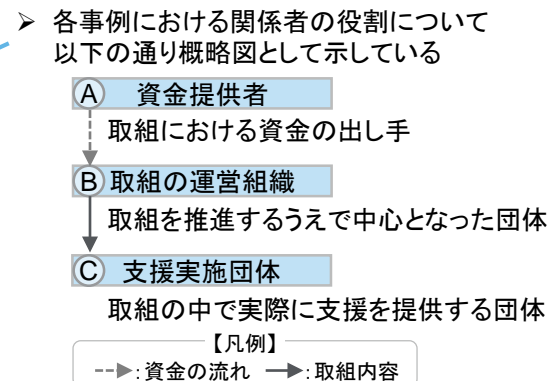 ➢ 各事例における関係者の役割について
以下の通り概略図として示している
A 資金提供者
取組における資金の出し手
B 取組の運営組織
取組を推進するうえで中心となった団体
C 支援実施団体
取組の中で実際に支援を提供する団体
【凡例】
:資金の流れ :取組内容